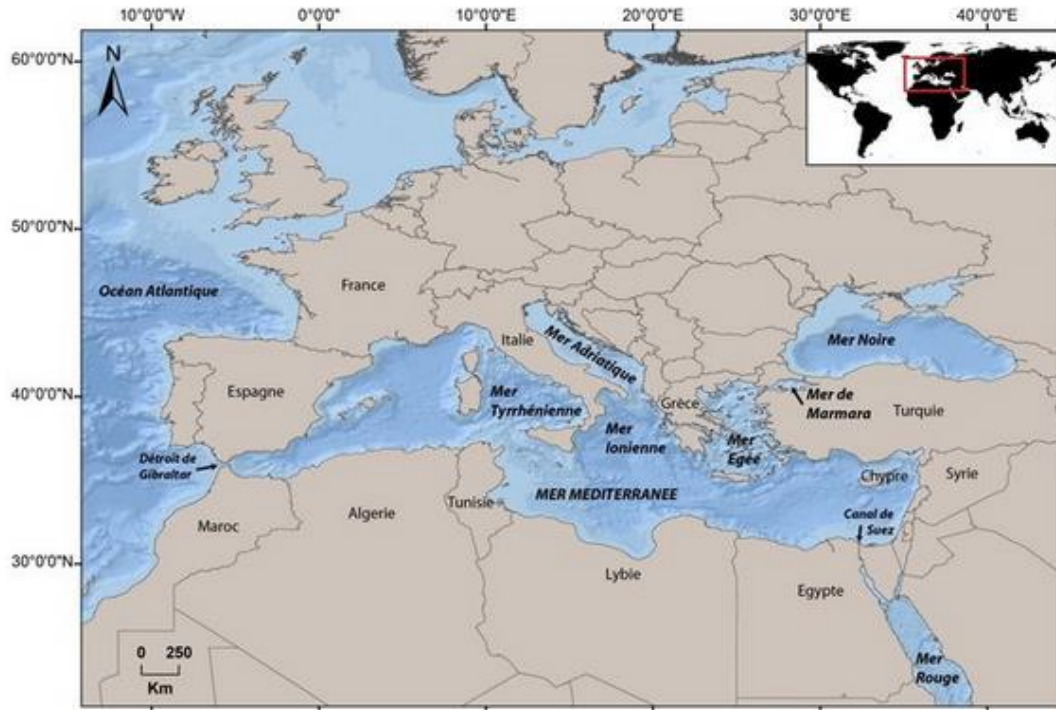 10°0'0"W
0°0'0"
10°0'0"E
20°0'0"E
30°0'0"E
40°0'0"E
60°0'0"N
N
50°0'0"N
Océan Atlantique
France
Italie
Mer Adriatique
Mer Noire
40°0'0"N
Espagne
Mer
Tyrrhénienne
Grèce
Mer de
Marmara
Turquie
Mer
Ionienne
Mer
Egée
Détroit de
Gibraltar
Chypre
Syrie
MER MEDITERRANEE
Tunisie
Algerie
Maroc
Canal de
Suez
30°0'0"N
Lybie
Egypte
0 250
Km
Mer
Rouge